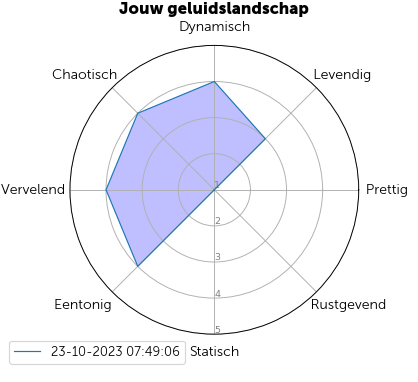 Jouw geluidslandschap
Dynamisch
Chaotisch
Levendig
Vervelend
Prettig
1
2
3
4
5
Eentonig
Rustgevend
Statisch
23-10-2023 07:49:06